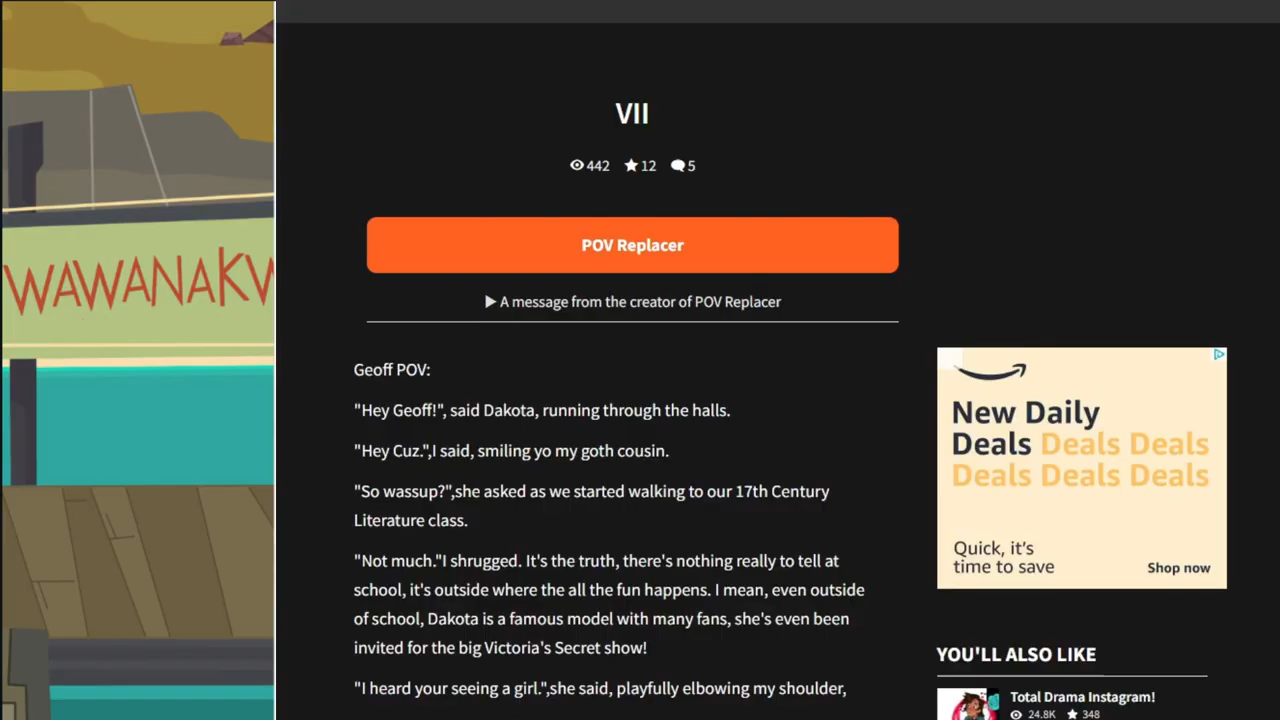 WAWANAKW
VII
442 12 5
POV Replacer
▶ A message from the creator of POV Replacer
Geoff POV:
"Hey Geoff!", said Dakota, running through the halls.
"Hey Cuz.",I said, smiling yo my goth cousin.
"So wassup?",she asked as we started walking to our 17th Century
Literature class.
"Not much."I shrugged. It's the truth, there's nothing really to tell at
school, it's outside where the all the fun happens. I mean, even outside
of school, Dakota is a famous model with many fans, she's even been
invited for the big Victoria's Secret show!
"I heard your seeing a girl.",she said, playfully elbowing my shoulder,
New Daily
Deals Deals Deals
Deals Deals Deals
Quick, it's
time to save
Shop now
YOU'LL ALSO LIKE
Total Drama Instagram!
24.8K 348